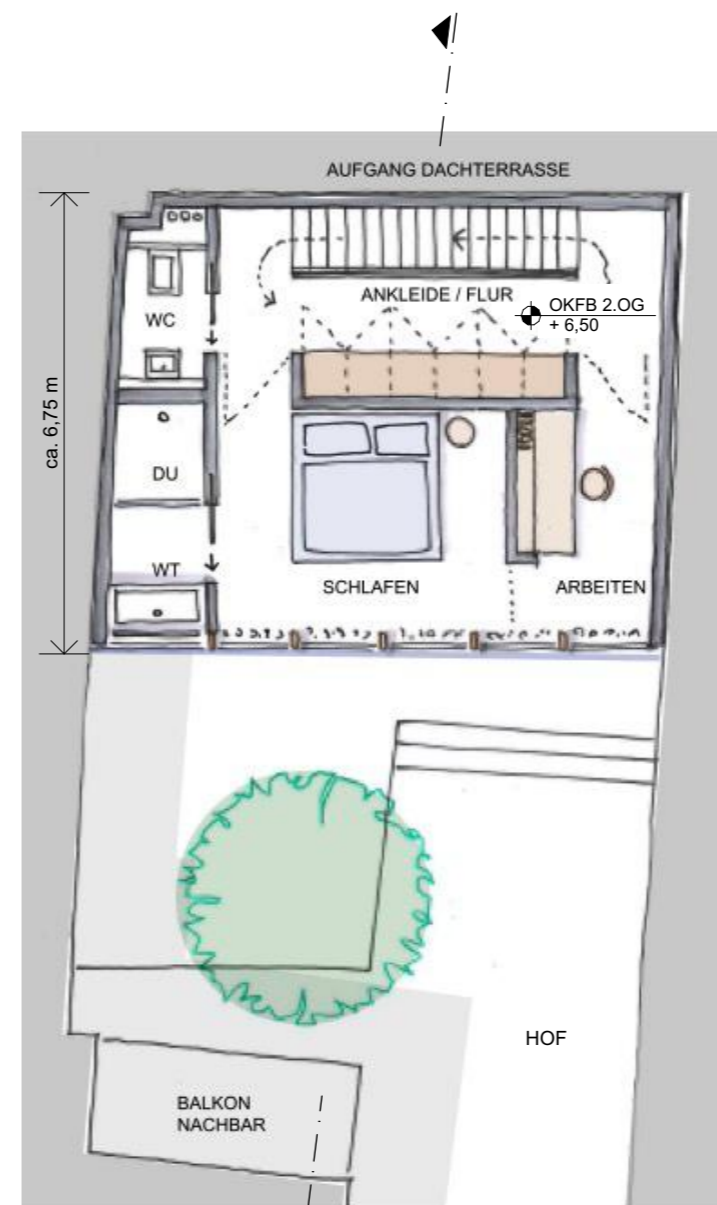 AUFGANG DACHTERRASSE
ANKLEIDE / FLUR
OKFB 2.OG
+ 6,50
WC
ca. 6,75 m
DU
WT
SCHLAFEN
ARBEITEN
HOF
BALKON
NACHBAR